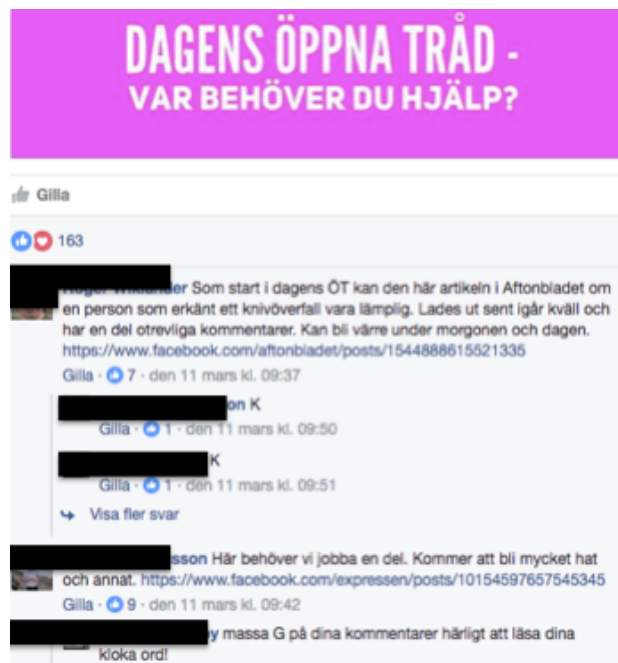 DAGENS ÖPPNA TRÅD -
VAR BEHÖVER DU HJÄLP?
Gilla
163
Som start i dagens ÖT kan den här artikeln i Aftonbladet om
en person som erkänt ett knivöverfall vara lämplig. Lades ut sent igår kväll och
har en del otrevliga kommentarer. Kan bli värre under morgonen och dagen.
https://www.facebook.com/aftonbladet/posts/1544888615521335
Gilla · 7 · den 11 mars kl. 09:37
on K
Gilla · 1 · den 11 mars kl. 09:50
K
Gilla · 1 · den 11 mars kl. 09:51
Visa fler svar
sson Här behöver vi jobba en del. Kommer att bli mycket hat
och annat. https://www.facebook.com/expressen/posts/10154597657545345
Gilla · 9 · den 11 mars kl. 09:42
y massa G på dina kommentarer härligt att läsa dina
kloka ord!